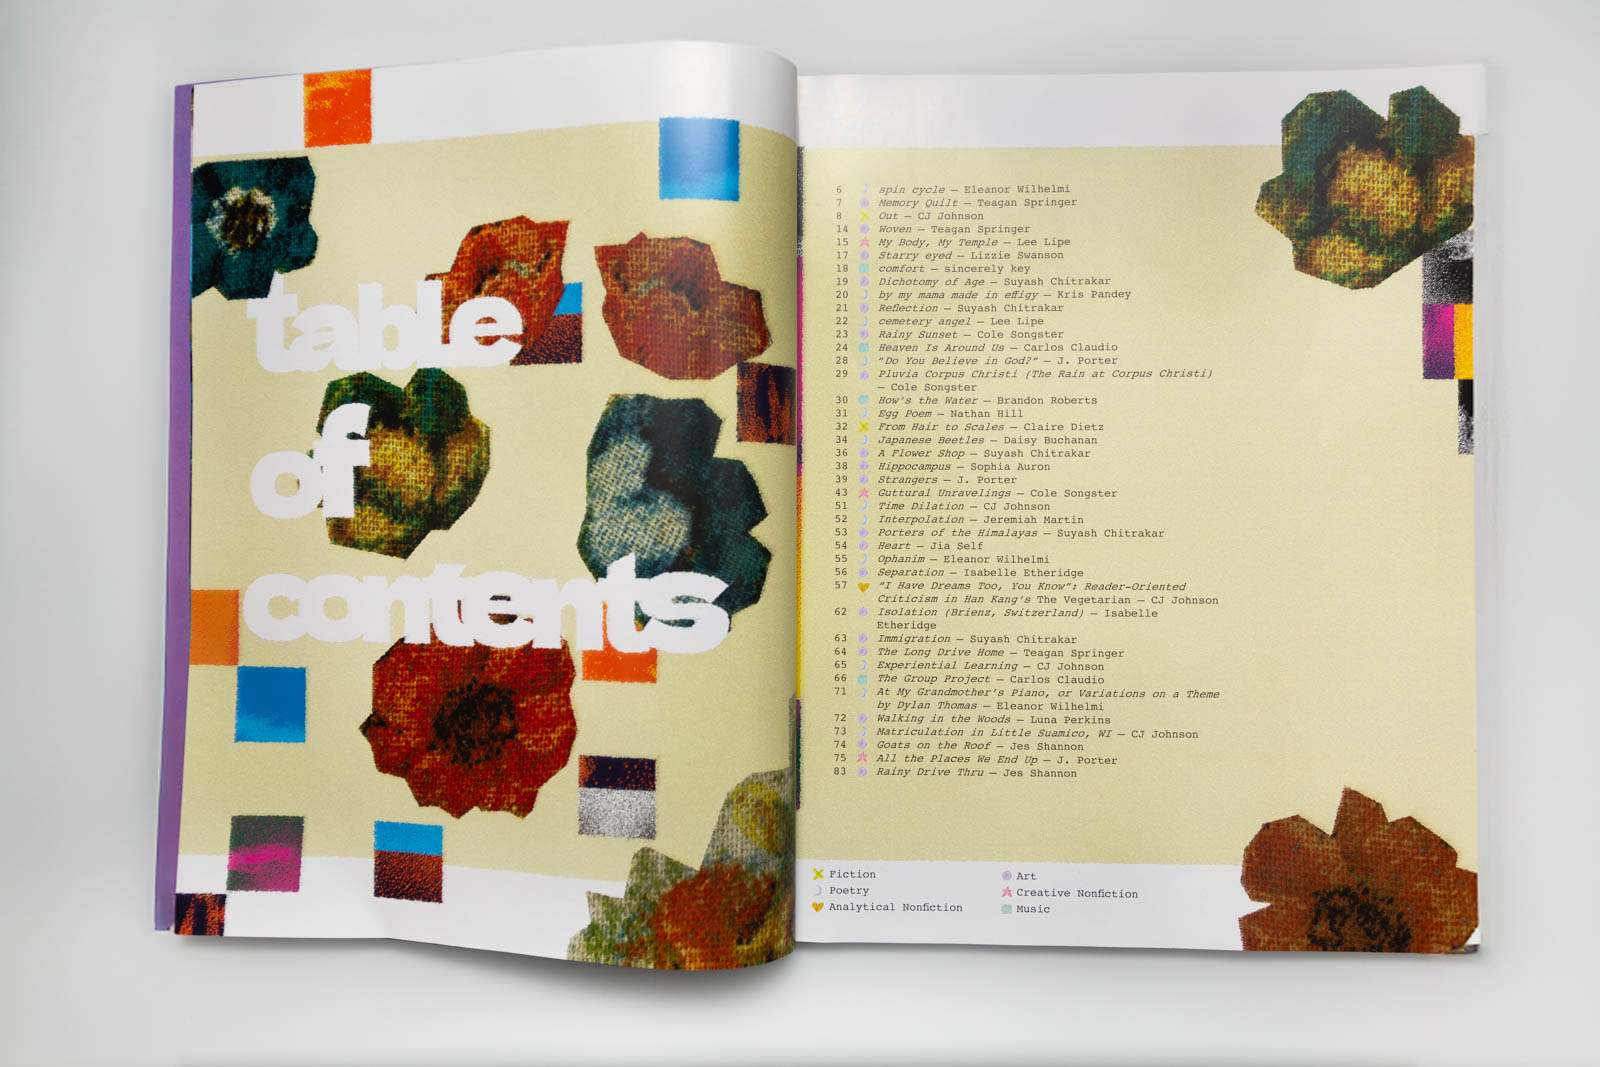 table
of
contents
6 spin cycle — Eleanor Wilhelmi
7 Memory Quilt — Teagan Springer
8 Out — CJ Johnson
14 Woven — Teagan Springer
15 My Body, My Temple — Lee Lipe
17 Starry eyed — Lizzie Swanson
18 comfort — sincerely key
19 Dichotomy of Age — Suyash Chitrakar
20 by my mama made in effigy — Kris Pandey
21 Reflection — Suyash Chitrakar
22 cemetery angel — Lee Lipe
23 Rainy Sunset — Cole Songster
24 Heaven Is Around Us — Carlos Claudio
28 “Do You Believe in God?” — J. Porter
29 Pluvia Corpus Christi (The Rain at Corpus Christi)
— Cole Songster
30 How’s the Water — Brandon Roberts
31 Egg Poem — Nathan Hill
32 From Hair to Scales — Claire Dietz
34 Japanese Beetles — Daisy Buchanan
36 A Flower Shop — Suyash Chitrakar
38 Hippocampus — Sophia Auron
39 Strangers — J. Porter
43 Guttural Unravelings — Cole Songster
51 Time Dilation — CJ Johnson
52 Interpolation — Jeremiah Martin
53 Porters of the Himalayas — Suyash Chitrakar
54 Heart — Jia Self
55 Ophanim — Eleanor Wilhelmi
56 Separation — Isabelle Etheridge
57 “I Have Dreams Too, You Know”: Reader-Oriented
Criticism in Han Kang’s The Vegetarian — CJ Johnson
62 Isolation (Brienz, Switzerland) — Isabelle
Etheridge
63 Immigration — Suyash Chitrakar
64 The Long Drive Home — Teagan Springer
65 Experiential Learning — CJ Johnson
66 The Group Project — Carlos Claudio
71 At My Grandmother’s Piano, or Variations on a Theme
by Dylan Thomas — Eleanor Wilhelmi
72 Walking in the Woods — Luna Perkins
73 Matriculation in Little Suamico, WI — CJ Johnson
74 Goats on the Roof — Jes Shannon
75 All the Places We End Up — J. Porter
83 Rainy Drive Thru — Jes Shannon
Fiction
Poetry
Analytical Nonfiction
Art
Creative Nonfiction
Music